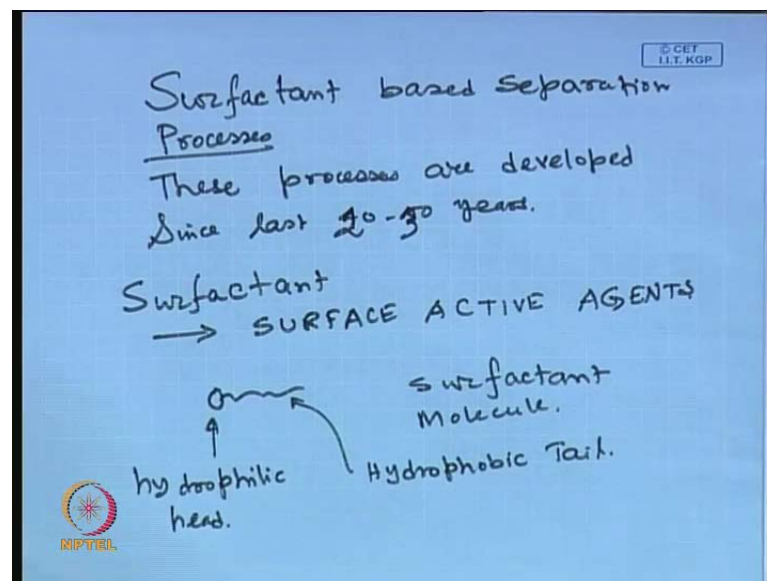 © CET
I.I.T. KGP
Surfactant based Separation
Processes
These processes are developed
Since last 20-30 years.
Surfactant
→ SURFACE ACTIVE AGENTS
Surfactant
Molecule.
hydrophilic
head.
Hydrophobic Tail.
NPTEL